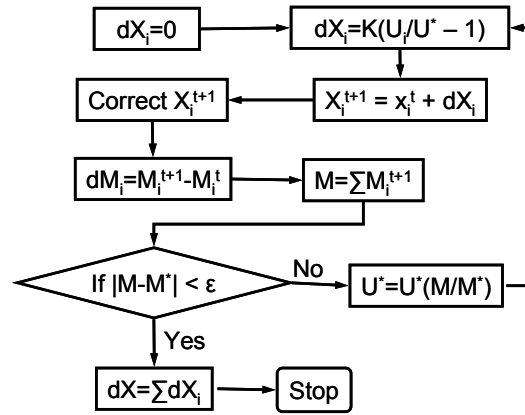 dXᵢ=0
dXᵢ=K(Uᵢ/U* – 1)
Correct Xᵢᵗ⁺¹
Xᵢᵗ⁺¹ = xᵢᵗ + dXᵢ
dMᵢ=Mᵢᵗ⁺¹-Mᵢᵗ
M=∑Mᵢᵗ⁺¹
If |M-M*| < ε
No
U*=U*(M/M*)
Yes
dX=∑dXᵢ
Stop